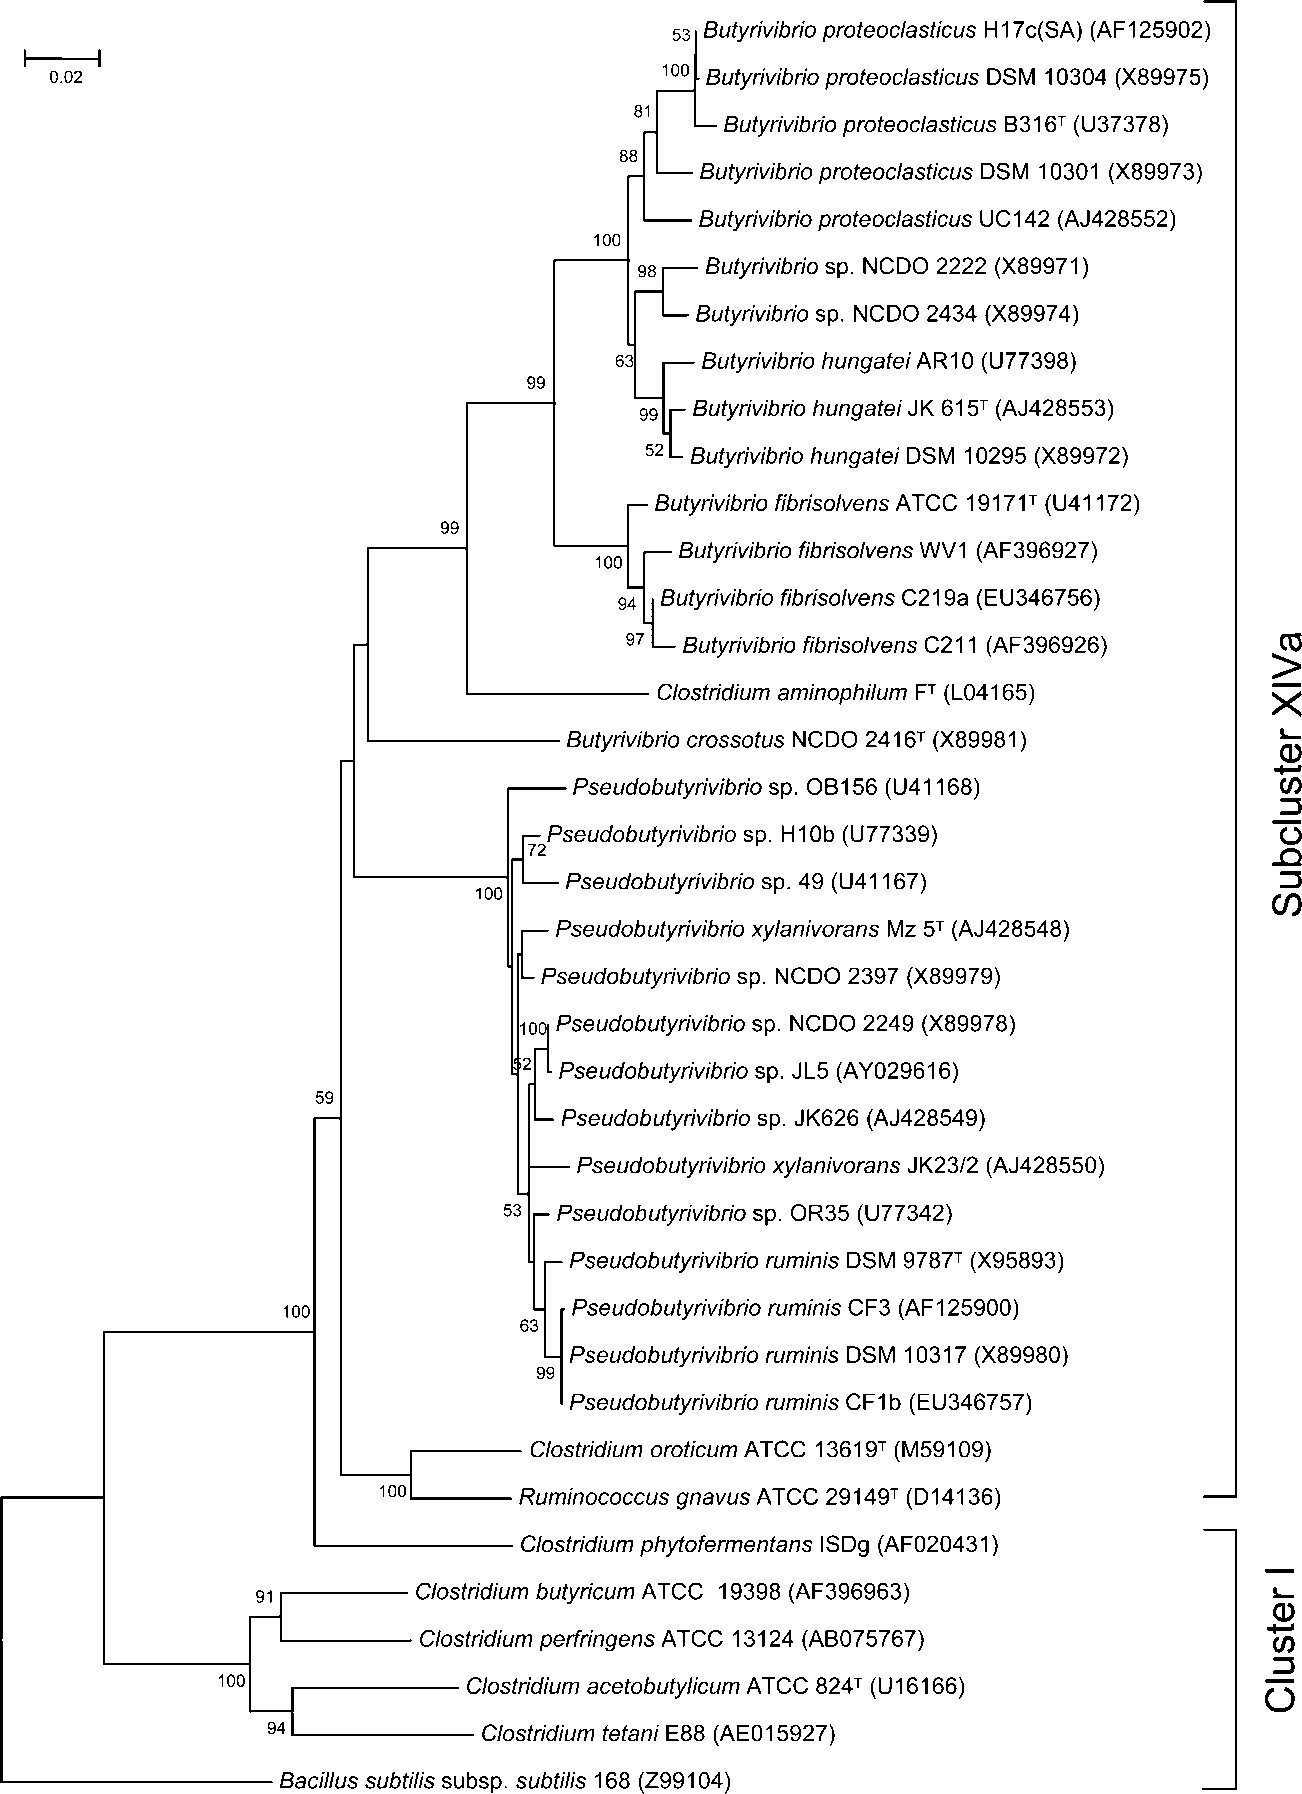 0.02
53
Butyrivibrio proteoclasticus H17c(SA) (AF125902)
100
Butyrivibrio proteoclasticus DSM 10304 (X89975)
81
Butyrivibrio proteoclasticus B316ᵀ (U37378)
88
Butyrivibrio proteoclasticus DSM 10301 (X89973)
Butyrivibrio proteoclasticus UC142 (AJ428552)
100
98
Butyrivibrio sp. NCDO 2222 (X89971)
Butyrivibrio sp. NCDO 2434 (X89974)
63
Butyrivibrio hungatei AR10 (U77398)
99
99
Butyrivibrio hungatei JK 615ᵀ (AJ428553)
52
Butyrivibrio hungatei DSM 10295 (X89972)
Butyrivibrio fibrisolvens ATCC 19171ᵀ (U41172)
99
100
Butyrivibrio fibrisolvens WV1 (AF396927)
94
Butyrivibrio fibrisolvens C219a (EU346756)
97
Butyrivibrio fibrisolvens C211 (AF396926)
Clostridium aminophilum Fᵀ (L04165)
Butyrivibrio crossotus NCDO 2416ᵀ (X89981)
Pseudobutyrivibrio sp. OB156 (U41168)
Pseudobutyrivibrio sp. H10b (U77339)
72
Pseudobutyrivibrio sp. 49 (U41167)
100
Pseudobutyrivibrio xylanivorans Mz 5ᵀ (AJ428548)
Pseudobutyrivibrio sp. NCDO 2397 (X89979)
100
Pseudobutyrivibrio sp. NCDO 2249 (X89978)
52
Pseudobutyrivibrio sp. JL5 (AY029616)
59
Pseudobutyrivibrio sp. JK626 (AJ428549)
Pseudobutyrivibrio xylanivorans JK23/2 (AJ428550)
53
Pseudobutyrivibrio sp. OR35 (U77342)
Pseudobutyrivibrio ruminis DSM 9787ᵀ (X95893)
100
Pseudobutyrivibrio ruminis CF3 (AF125900)
63
Pseudobutyrivibrio ruminis DSM 10317 (X89980)
99
Pseudobutyrivibrio ruminis CF1b (EU346757)
Clostridium oroticum ATCC 13619ᵀ (M59109)
100
Ruminococcus gnavus ATCC 29149ᵀ (D14136)
Subcluster XIVa
Clostridium phytofermentans ISDg (AF020431)
91
Clostridium butyricum ATCC 19398 (AF396963)
Clostridium perfringens ATCC 13124 (AB075767)
100
Clostridium acetobutylicum ATCC 824ᵀ (U16166)
94
Clostridium tetani E88 (AE015927)
Bacillus subtilis subsp. subtilis 168 (Z99104)
Cluster I